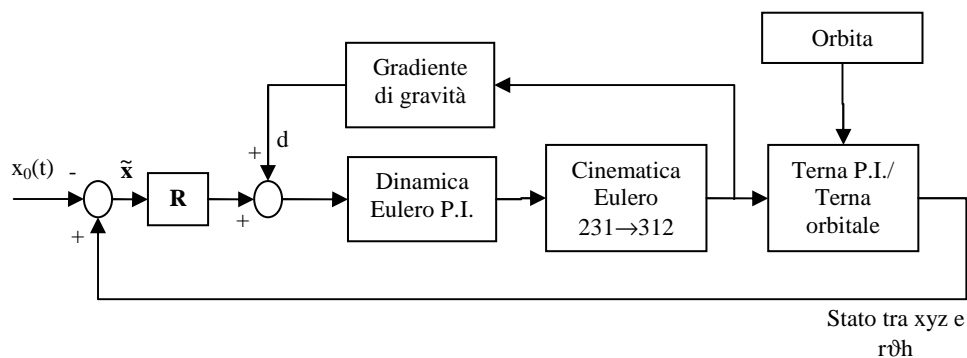 Orbita
Gradiente
di gravità
+
d
x₀(t)
-
x̃
R
+
+
Dinamica
Eulero P.I.
Cinematica
Eulero
231→312
Terna P.I./
Terna
orbitale
+
Stato tra xyz e
rϑh